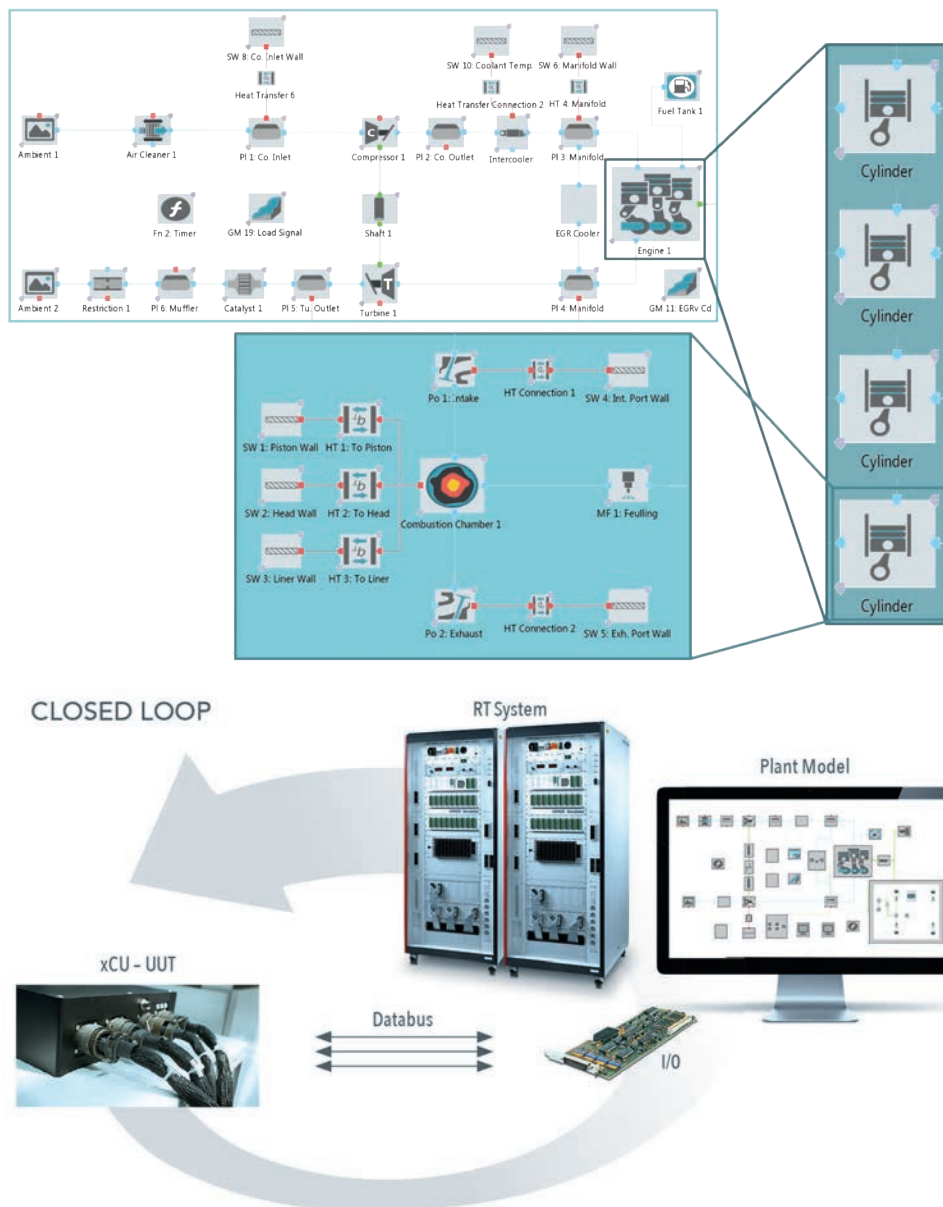 SW 8: Co. Inlet Wall
SW 10: Coolant Temp.
SW 6: Manifold Wall
Heat Transfer 6
Heat Transfer Connection 2
HT 4: Manifold
Fuel Tank 1
Ambient 1
Air Cleaner 1
Pl 1: Co. Inlet
C
Compressor 1
Pl 2: Co. Outlet
Intercooler
Pl 3: Manifold
Fn 2: Timer
GM 19: Load Signal
Shaft 1
EGR Cooler
Engine 1
Ambient 2
Restriction 1
Pl 6: Muffler
Catalyst 1
Pl 5: Tu. Outlet
T
Turbine 1
Pl 4: Manifold
GM 11: EGRv Cd
Cylinder
Cylinder
Cylinder
Cylinder
Po 1: Intake
HT Connection 1
SW 4: Int. Port Wall
SW 1: Piston Wall
HT 1: To Piston
SW 2: Head Wall
HT 2: To Head
Combustion Chamber 1
MF 1: Feulling
SW 3: Liner Wall
HT 3: To Liner
Po 2: Exhaust
HT Connection 2
SW 5: Exh. Port Wall
CLOSED LOOP
RT System
Plant Model
xCU – UUT
Databus
I/O